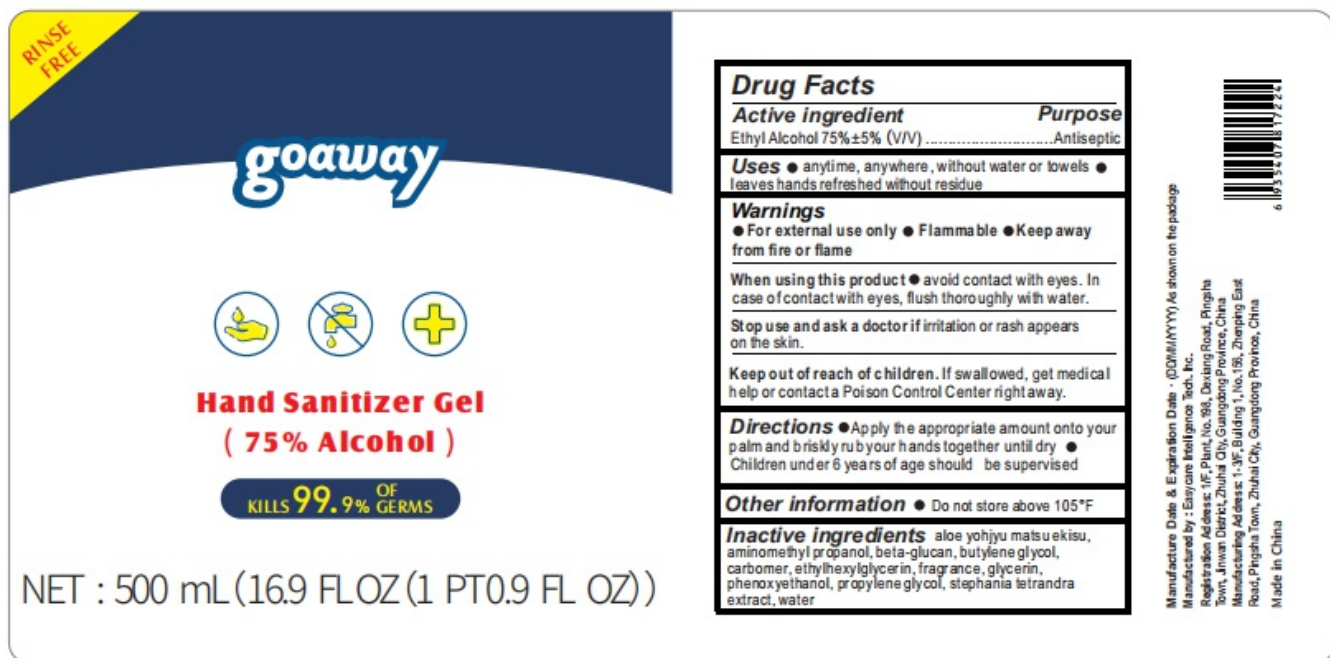 RINSE
FREE
goaway
Hand Sanitizer Gel
( 75% Alcohol )
KILLS 99.9% OF GERMS
NET : 500 mL(16.9 FLOZ(1 PT0.9 FL OZ))
Drug Facts
Active ingredient Purpose
Ethyl Alcohol 75%±5% (V/V) ............................Antiseptic
Uses ● anytime, anywhere, without water or towels ●
leaves hands refreshed without residue
Warnings
● For external use only ● Flammable ● Keep away
from fire or flame
When using this product ● avoid contact with eyes. In
case of contact with eyes, flush thoroughly with water.
Stop use and ask a doctor if irritation or rash appears
on the skin.
Keep out of reach of children. If swallowed, get medical
help or contact a Poison Control Center right away.
Directions ● Apply the appropriate amount onto your
palm and briskly rub your hands together until dry ●
Children under 6 years of age should be supervised
Other information ● Do not store above 105°F
Inactive ingredients aloe yohjyu matsu ekisu,
aminomethyl propanol, beta-glucan, butylene glycol,
carbomer, ethylhexylglycerin, fragrance, glycerin,
phenoxyethanol, propylene glycol, stephania tetrandra
extract, water
Manufacture Date & Expiration Date - (DD/MM/YYYY) As shown on the package
Manufactured by : Easycare Intelligence Tech. Inc.
Registration Address: 1/F, Plant, No.198, Dexiang Road, Pingsha
Town, Jinwan District, Zhuhai City, Guangdong Province, China
Manufacturing Address: 1-3/F, Building 1, No.156, Zhenping East
Road, Pingsha Town, Zhuhai City, Guangdong Province, China
Made in China
6 935407 817224